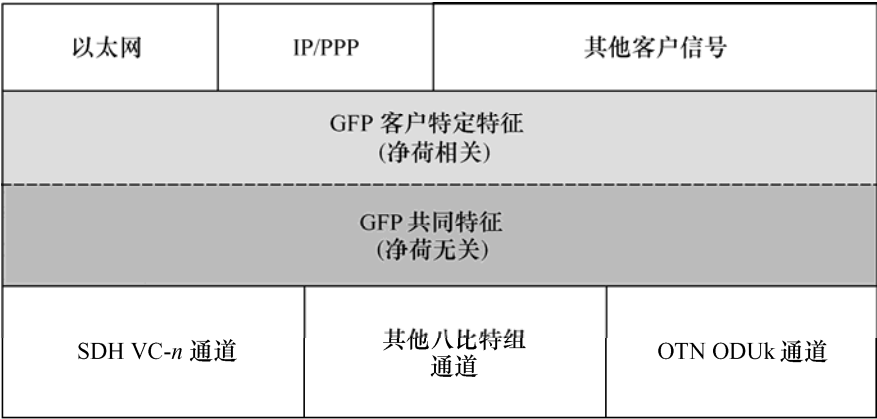 以太网
IP/PPP
其他客户信号
GFP 客户特定特征
(净荷相关)
GFP 共同特征
(净荷无关)
SDH VC-n 通道
其他八比特组
通道
OTN ODUk 通道